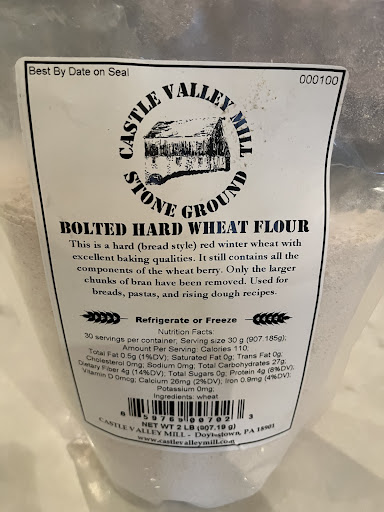 Best By Date on Seal
000100
CASTLE VALLEY MILL
STONE GROUND
BOLTED HARD WHEAT FLOUR
This is a hard (bread style) red winter wheat with
excellent baking qualities. It still contains all the
components of the wheat berry. Only the larger
chunks of bran have been removed. Used for
breads, pastas, and rising dough recipes.
Refrigerate or Freeze
Nutrition Facts:
30 servings per container; Serving size 30 g (907.185g);
Amount Per Serving: Calories 110;
Total Fat 0.5g (1%DV); Saturated Fat 0g; Trans Fat 0g;
Cholesterol 0mg; Sodium 0mg; Total Carbohydrates 27g;
Dietary Fiber 4g (14%DV); Total Sugars 0g; Protein 4g (8%DV);
Vitamin D 0mcg; Calcium 26mg (2%DV); Iron 0.9mg (4%DV);
Potassium 0mg;
Ingredients: wheat
8 59769 00702 3
NET WT 2 LB (907.19 g)
CASTLE VALLEY MILL - Doylestown, PA 18901
www.castlevalleymill.com